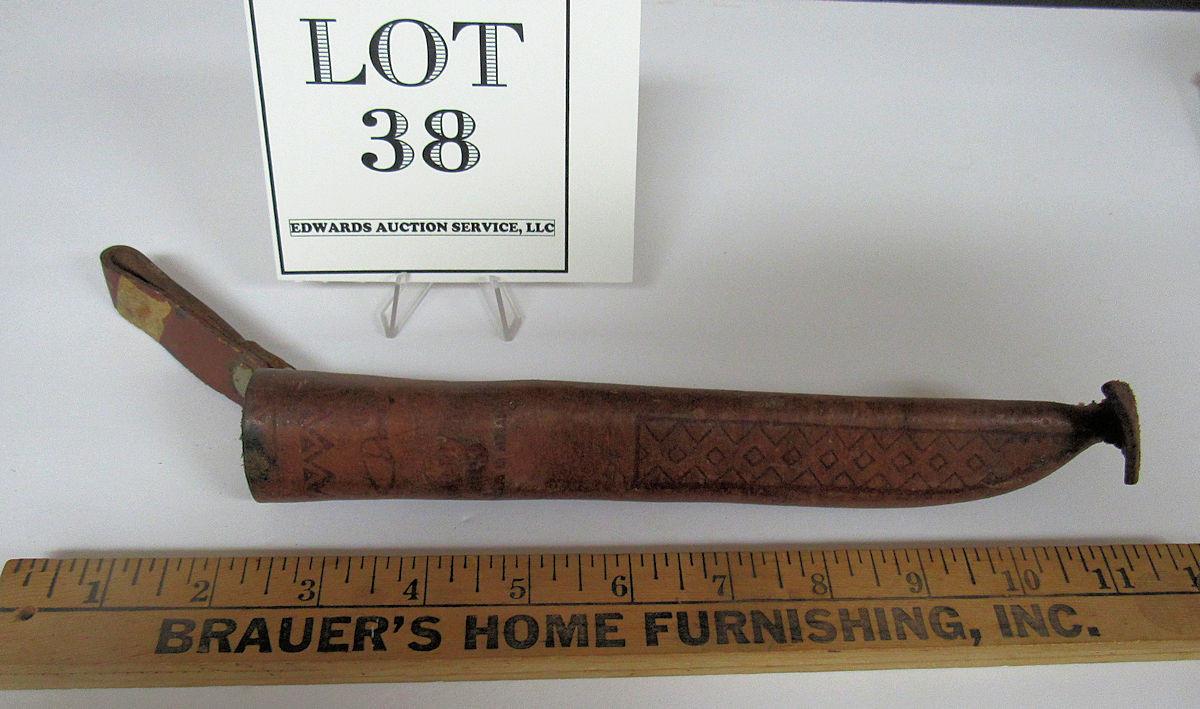 LOT
38
EDWARDS AUCTION SERVICE, LLC
1 2 3 4 5 6 7 8 9 10 11 1
BRAUER'S HOME FURNISHING, INC.